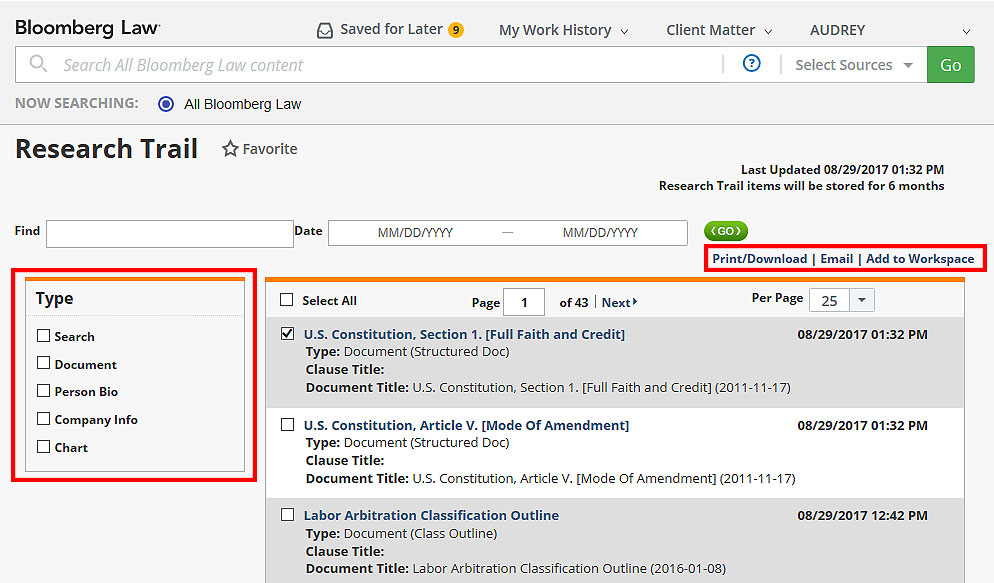 Bloomberg Law®
Saved for Later 9 My Work History Client Matter AUDREY
Search All Bloomberg Law content ? Select Sources Go
NOW SEARCHING: All Bloomberg Law
Research Trail Favorite
Last Updated 08/29/2017 01:32 PM
Research Trail items will be stored for 6 months
Find Date MM/DD/YYYY — MM/DD/YYYY GO
Print/Download | Email | Add to Workspace
Type
Search
Document
Person Bio
Company Info
Chart
Select All Page 1 of 43 | Next Per Page 25
U.S. Constitution, Section 1. [Full Faith and Credit] 08/29/2017 01:32 PM
Type: Document (Structured Doc)
Clause Title:
Document Title: U.S. Constitution, Section 1. [Full Faith and Credit] (2011-11-17)
U.S. Constitution, Article V. [Mode Of Amendment] 08/29/2017 01:32 PM
Type: Document (Structured Doc)
Clause Title:
Document Title: U.S. Constitution, Article V. [Mode Of Amendment] (2011-11-17)
Labor Arbitration Classification Outline 08/29/2017 12:42 PM
Type: Document (Class Outline)
Clause Title:
Document Title: Labor Arbitration Classification Outline (2016-01-08)